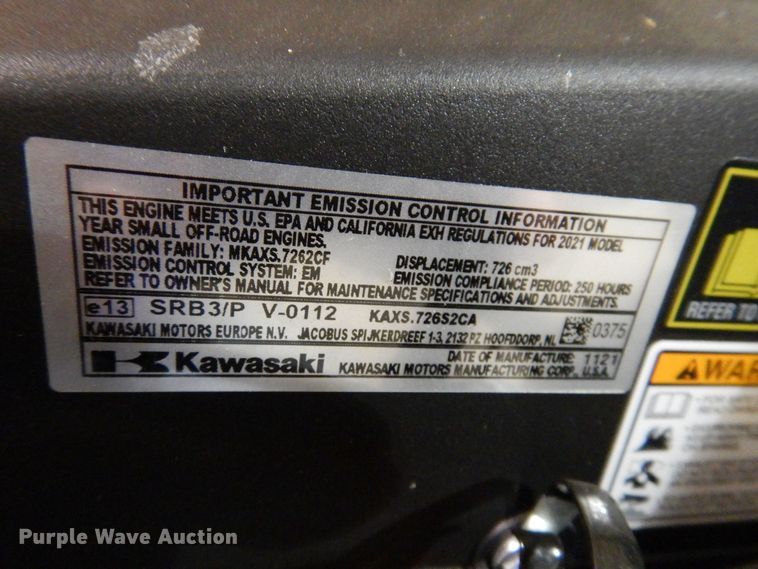 IMPORTANT EMISSION CONTROL INFORMATION
THIS ENGINE MEETS U.S. EPA AND CALIFORNIA EXH REGULATIONS FOR 2021 MODEL
YEAR SMALL OFF-ROAD ENGINES.
EMISSION FAMILY: MKAXS.7262CF DISPLACEMENT: 726 cm3
EMISSION CONTROL SYSTEM: EM EMISSION COMPLIANCE PERIOD: 250 HOURS
REFER TO OWNER'S MANUAL FOR MAINTENANCE SPECIFICATIONS AND ADJUSTMENTS.
e13 SRB3/P V-0112 KAXS.726S2CA 0375
KAWASAKI MOTORS EUROPE N.V. JACOBUS SPIJKERDREEF 1-3, 2132 PZ HOOFDDORP, NL
DATE OF MANUFACTURE: 1121
Kawasaki KAWASAKI MOTORS MANUFACTURING CORP., U.S.A.
REFER TO
Purple Wave Auction